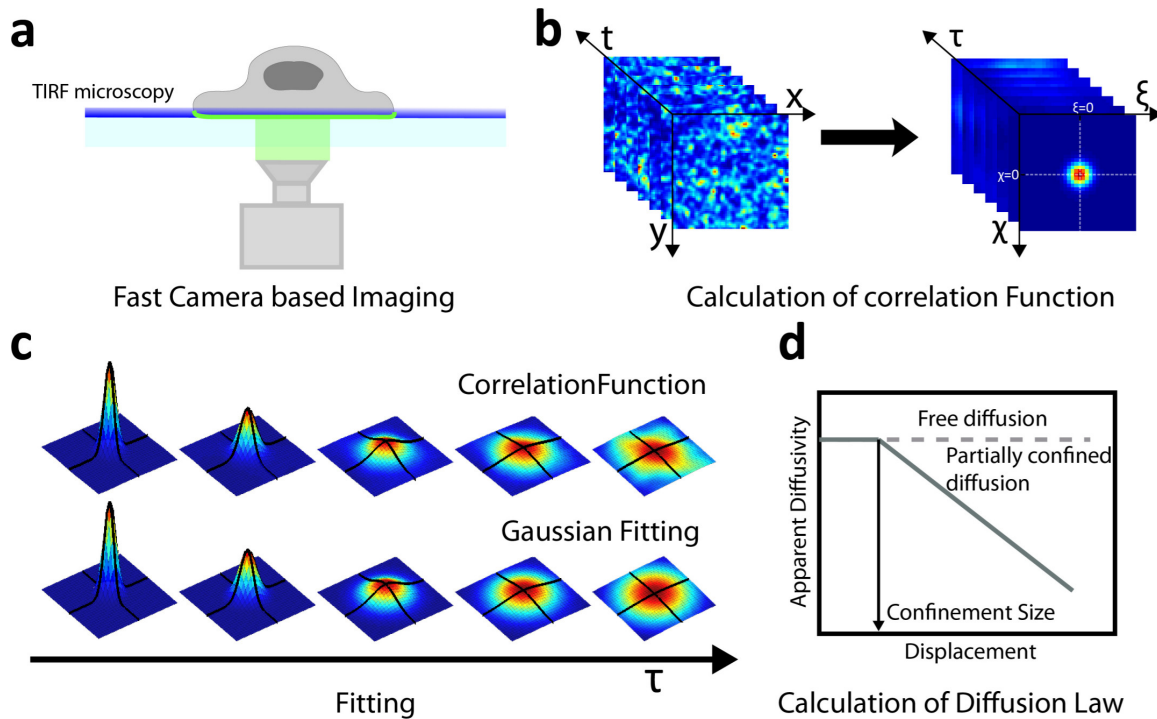 a
TIRF microscopy
Fast Camera based Imaging
b
t
x
y
τ
ξ
ξ=0
χ=0
χ
Calculation of correlation Function
c
CorrelationFunction
Gaussian Fitting
τ
Fitting
d
Apparent Diffusivity
Free diffusion
Partially confined
diffusion
Confinement Size
Displacement
Calculation of Diffusion Law